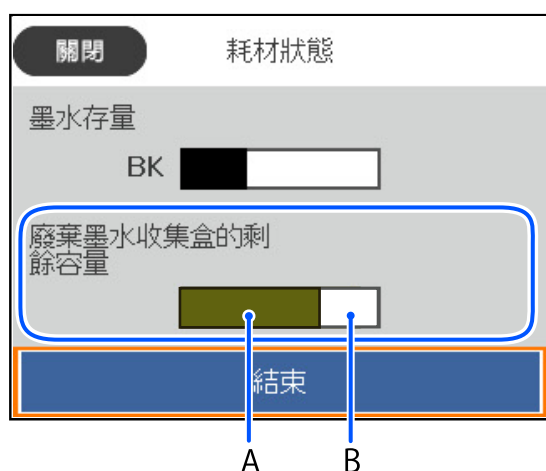 關閉 耗材狀態
墨水存量
BK
廢棄墨水收集盒的剩
餘容量
結束
A B